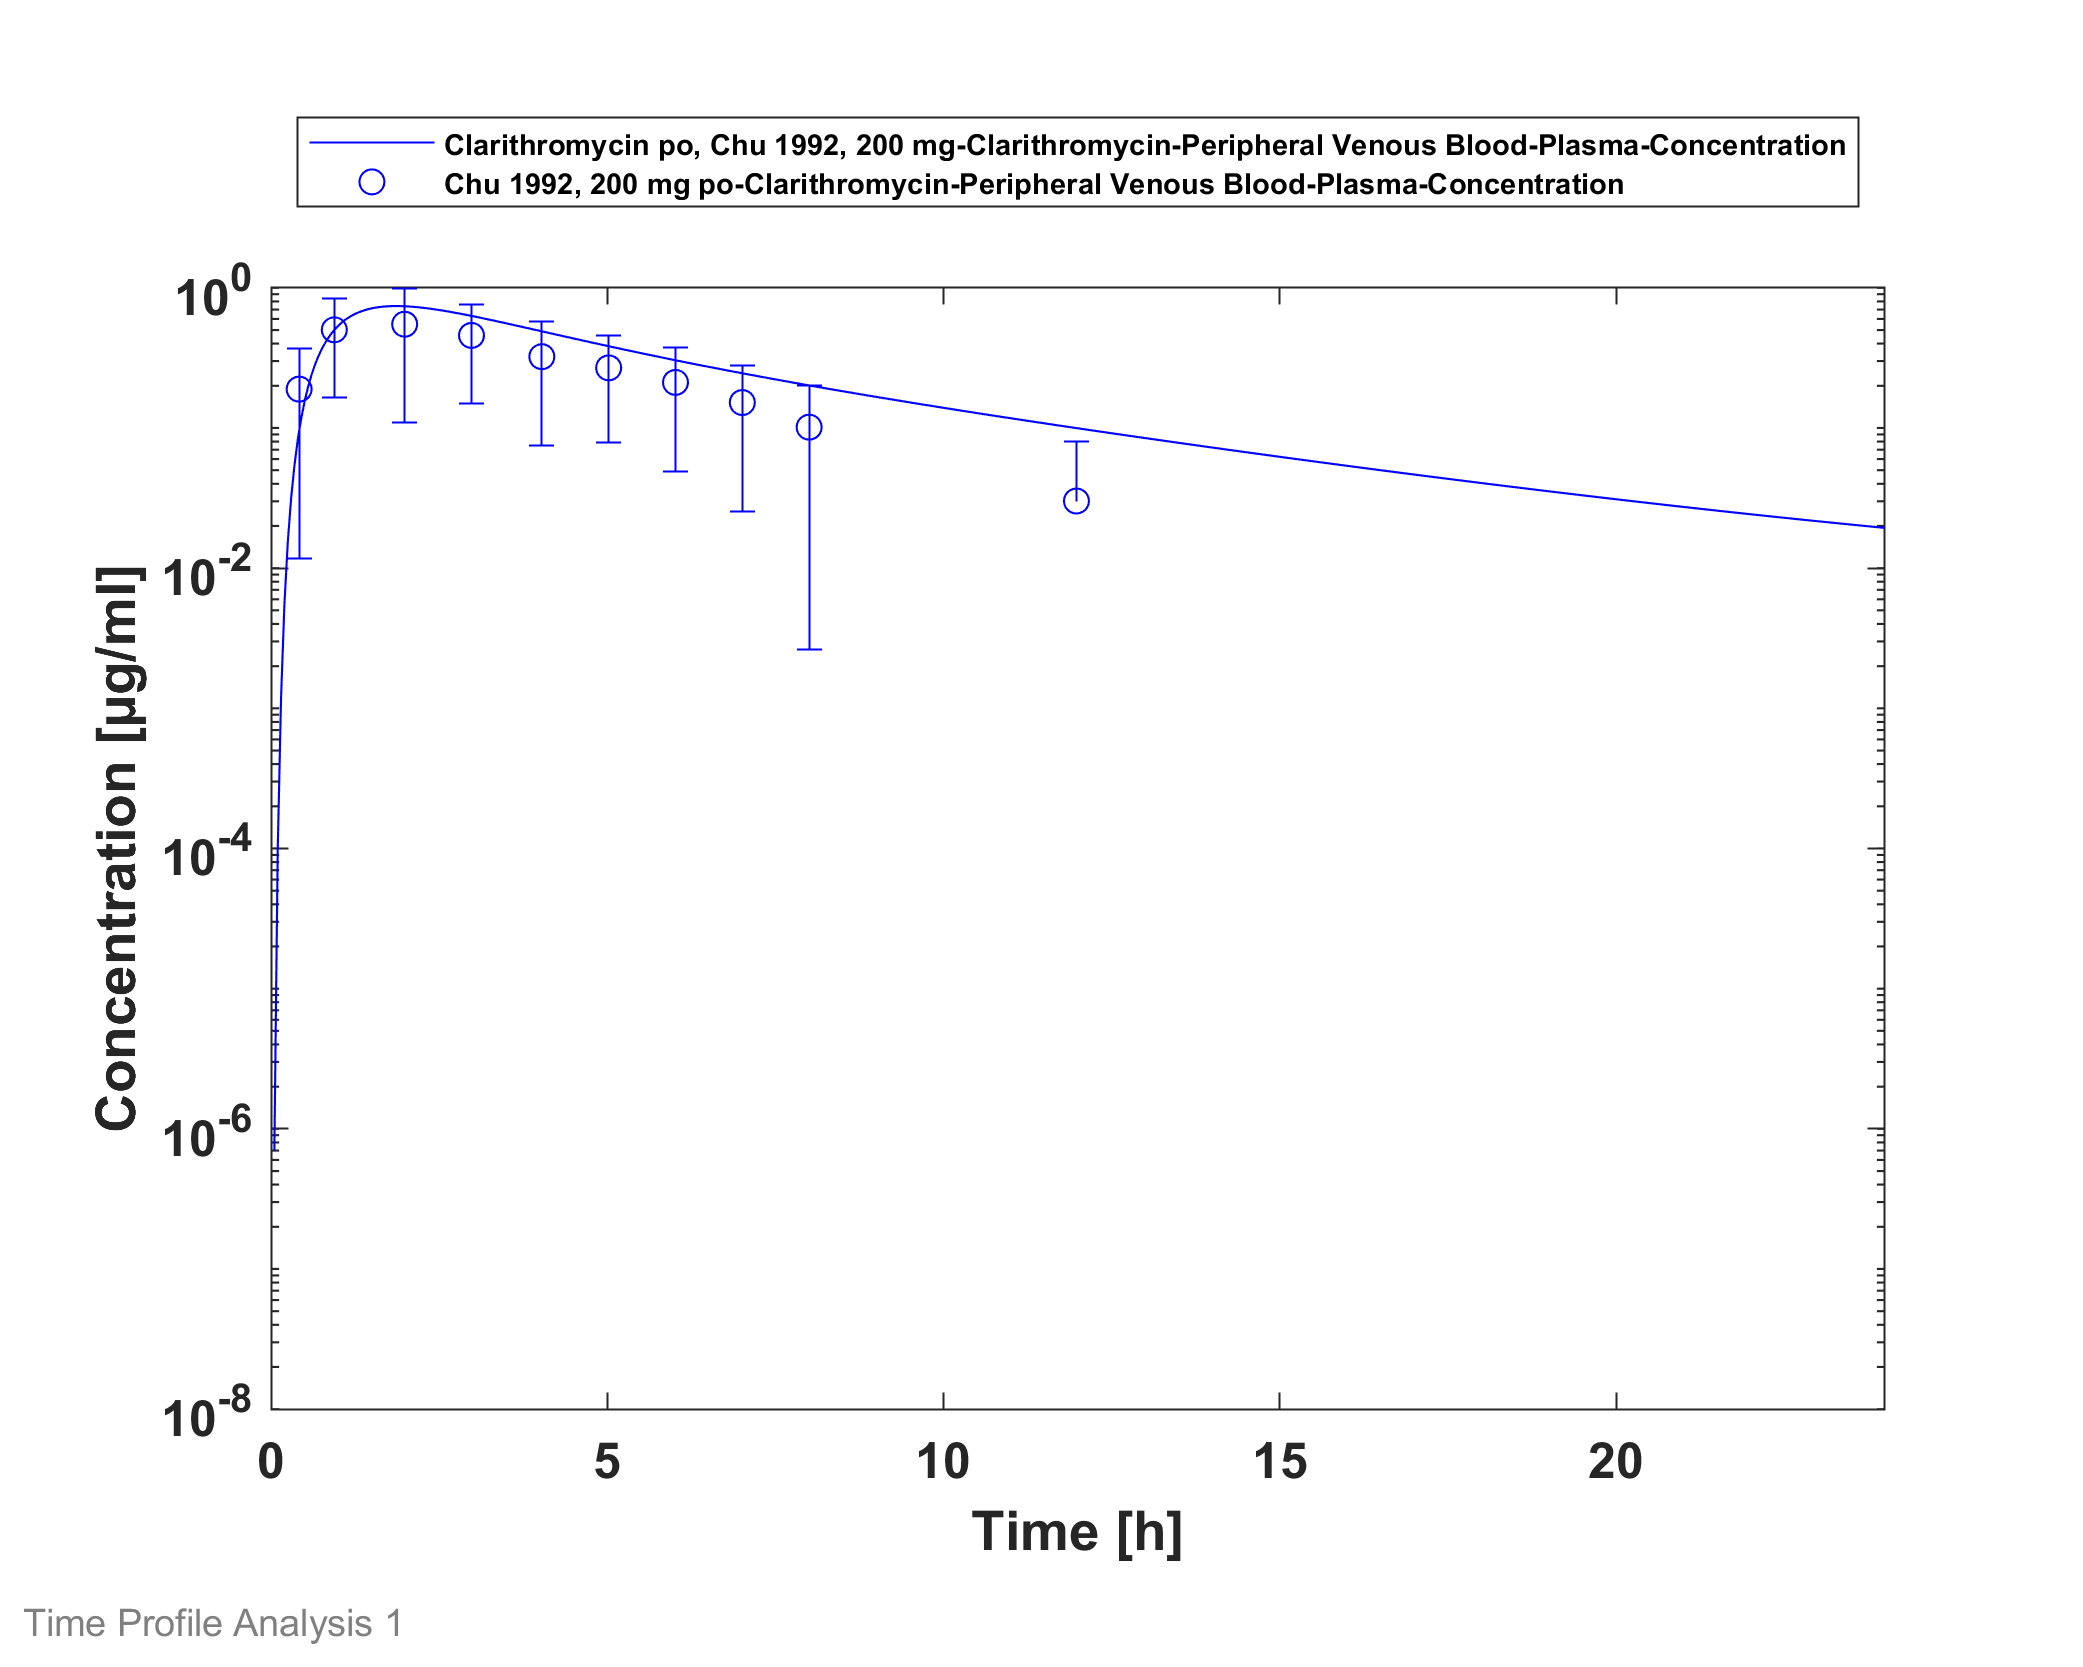 Clarithromycin po, Chu 1992, 200 mg-Clarithromycin-Peripheral Venous Blood-Plasma-Concentration
Chu 1992, 200 mg po-Clarithromycin-Peripheral Venous Blood-Plasma-Concentration
10^0
10^-2
10^-4
10^-6
10^-8
Concentration [µg/ml]
0 5 10 15 20
Time [h]
Time Profile Analysis 1